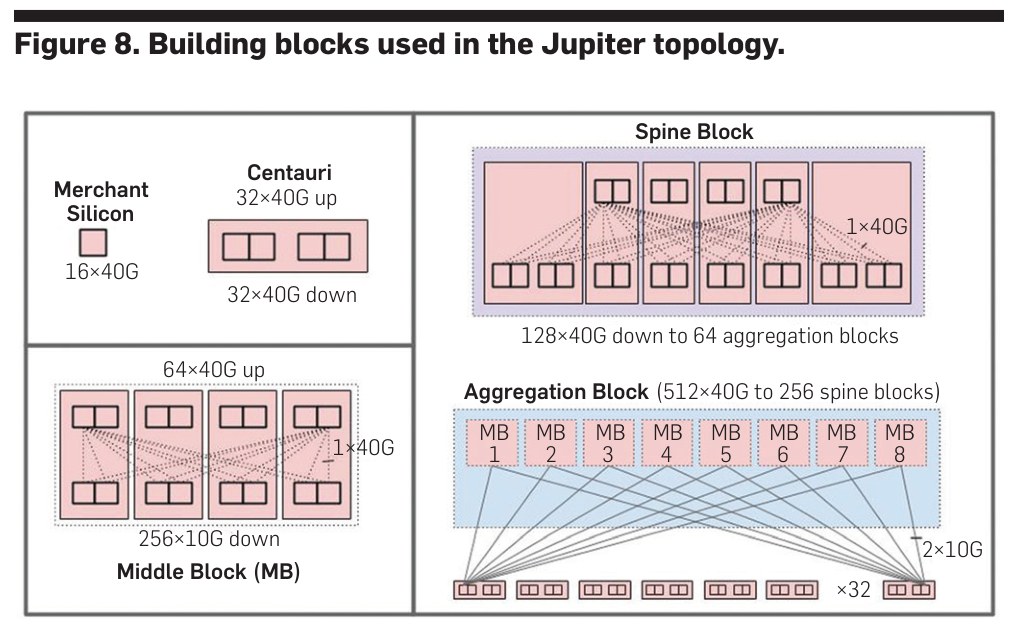 Figure 8. Building blocks used in the Jupiter topology.
Merchant
Silicon
16×40G
Centauri
32×40G up
32×40G down
64×40G up
1×40G
256×10G down
Middle Block (MB)
Spine Block
1×40G
128×40G down to 64 aggregation blocks
Aggregation Block (512×40G to 256 spine blocks)
MB MB MB MB MB MB MB MB
1 2 3 4 5 6 7 8
2×10G
×32